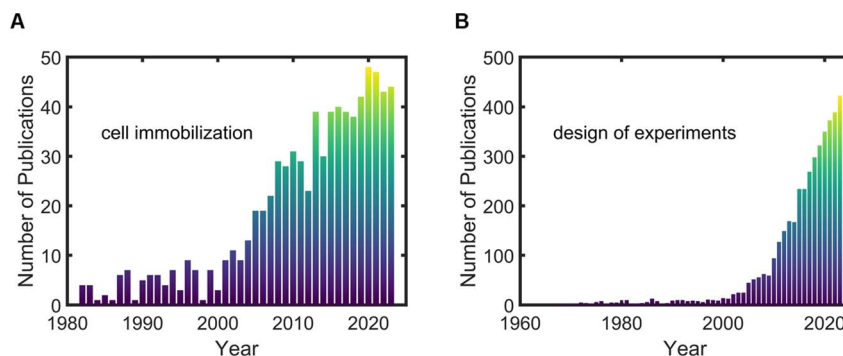 A
Number of Publications
50
40
30
20
10
0
cell immobilization
1980 1990 2000 2010 2020
Year
B
Number of Publications
500
400
300
200
100
0
design of experiments
1960 1980 2000 2020
Year